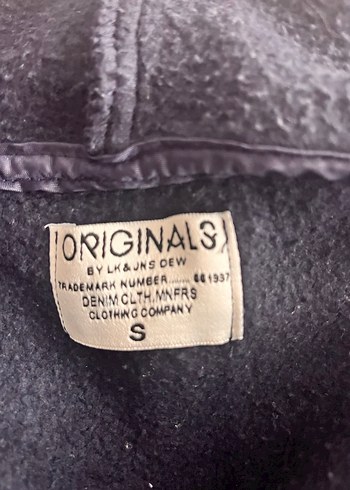 ORIGINALS
BY LK&JNS DEW
TRADEMARK NUMBER........ 661937
DENIM CLTH.MNFRS
CLOTHING COMPANY
S